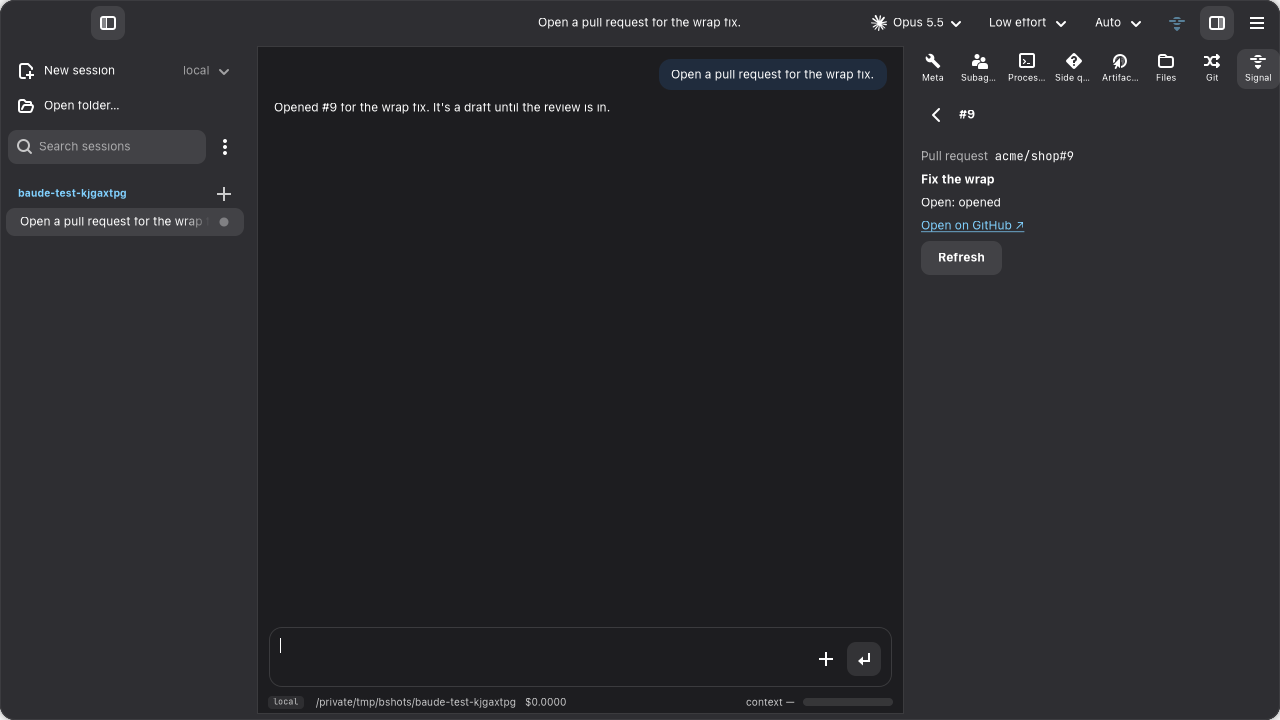 Open a pull request for the wrap fix.
Opus 5.5
Low effort
Auto
New session
local
Open folder...
Search sessions
baude-test-kjgaxtpg
Open a pull request for the wrap
Open a pull request for the wrap fix.
Opened #9 for the wrap fix. It's a draft until the review is in.
local
/private/tmp/bshots/baude-test-kjgaxtpg
$0.0000
context —
Meta
Subag...
Proces...
Side q...
Artifac...
Files
Git
Signal
#9
Pull request acme/shop#9
Fix the wrap
Open: opened
Open on GitHub ↗
Refresh